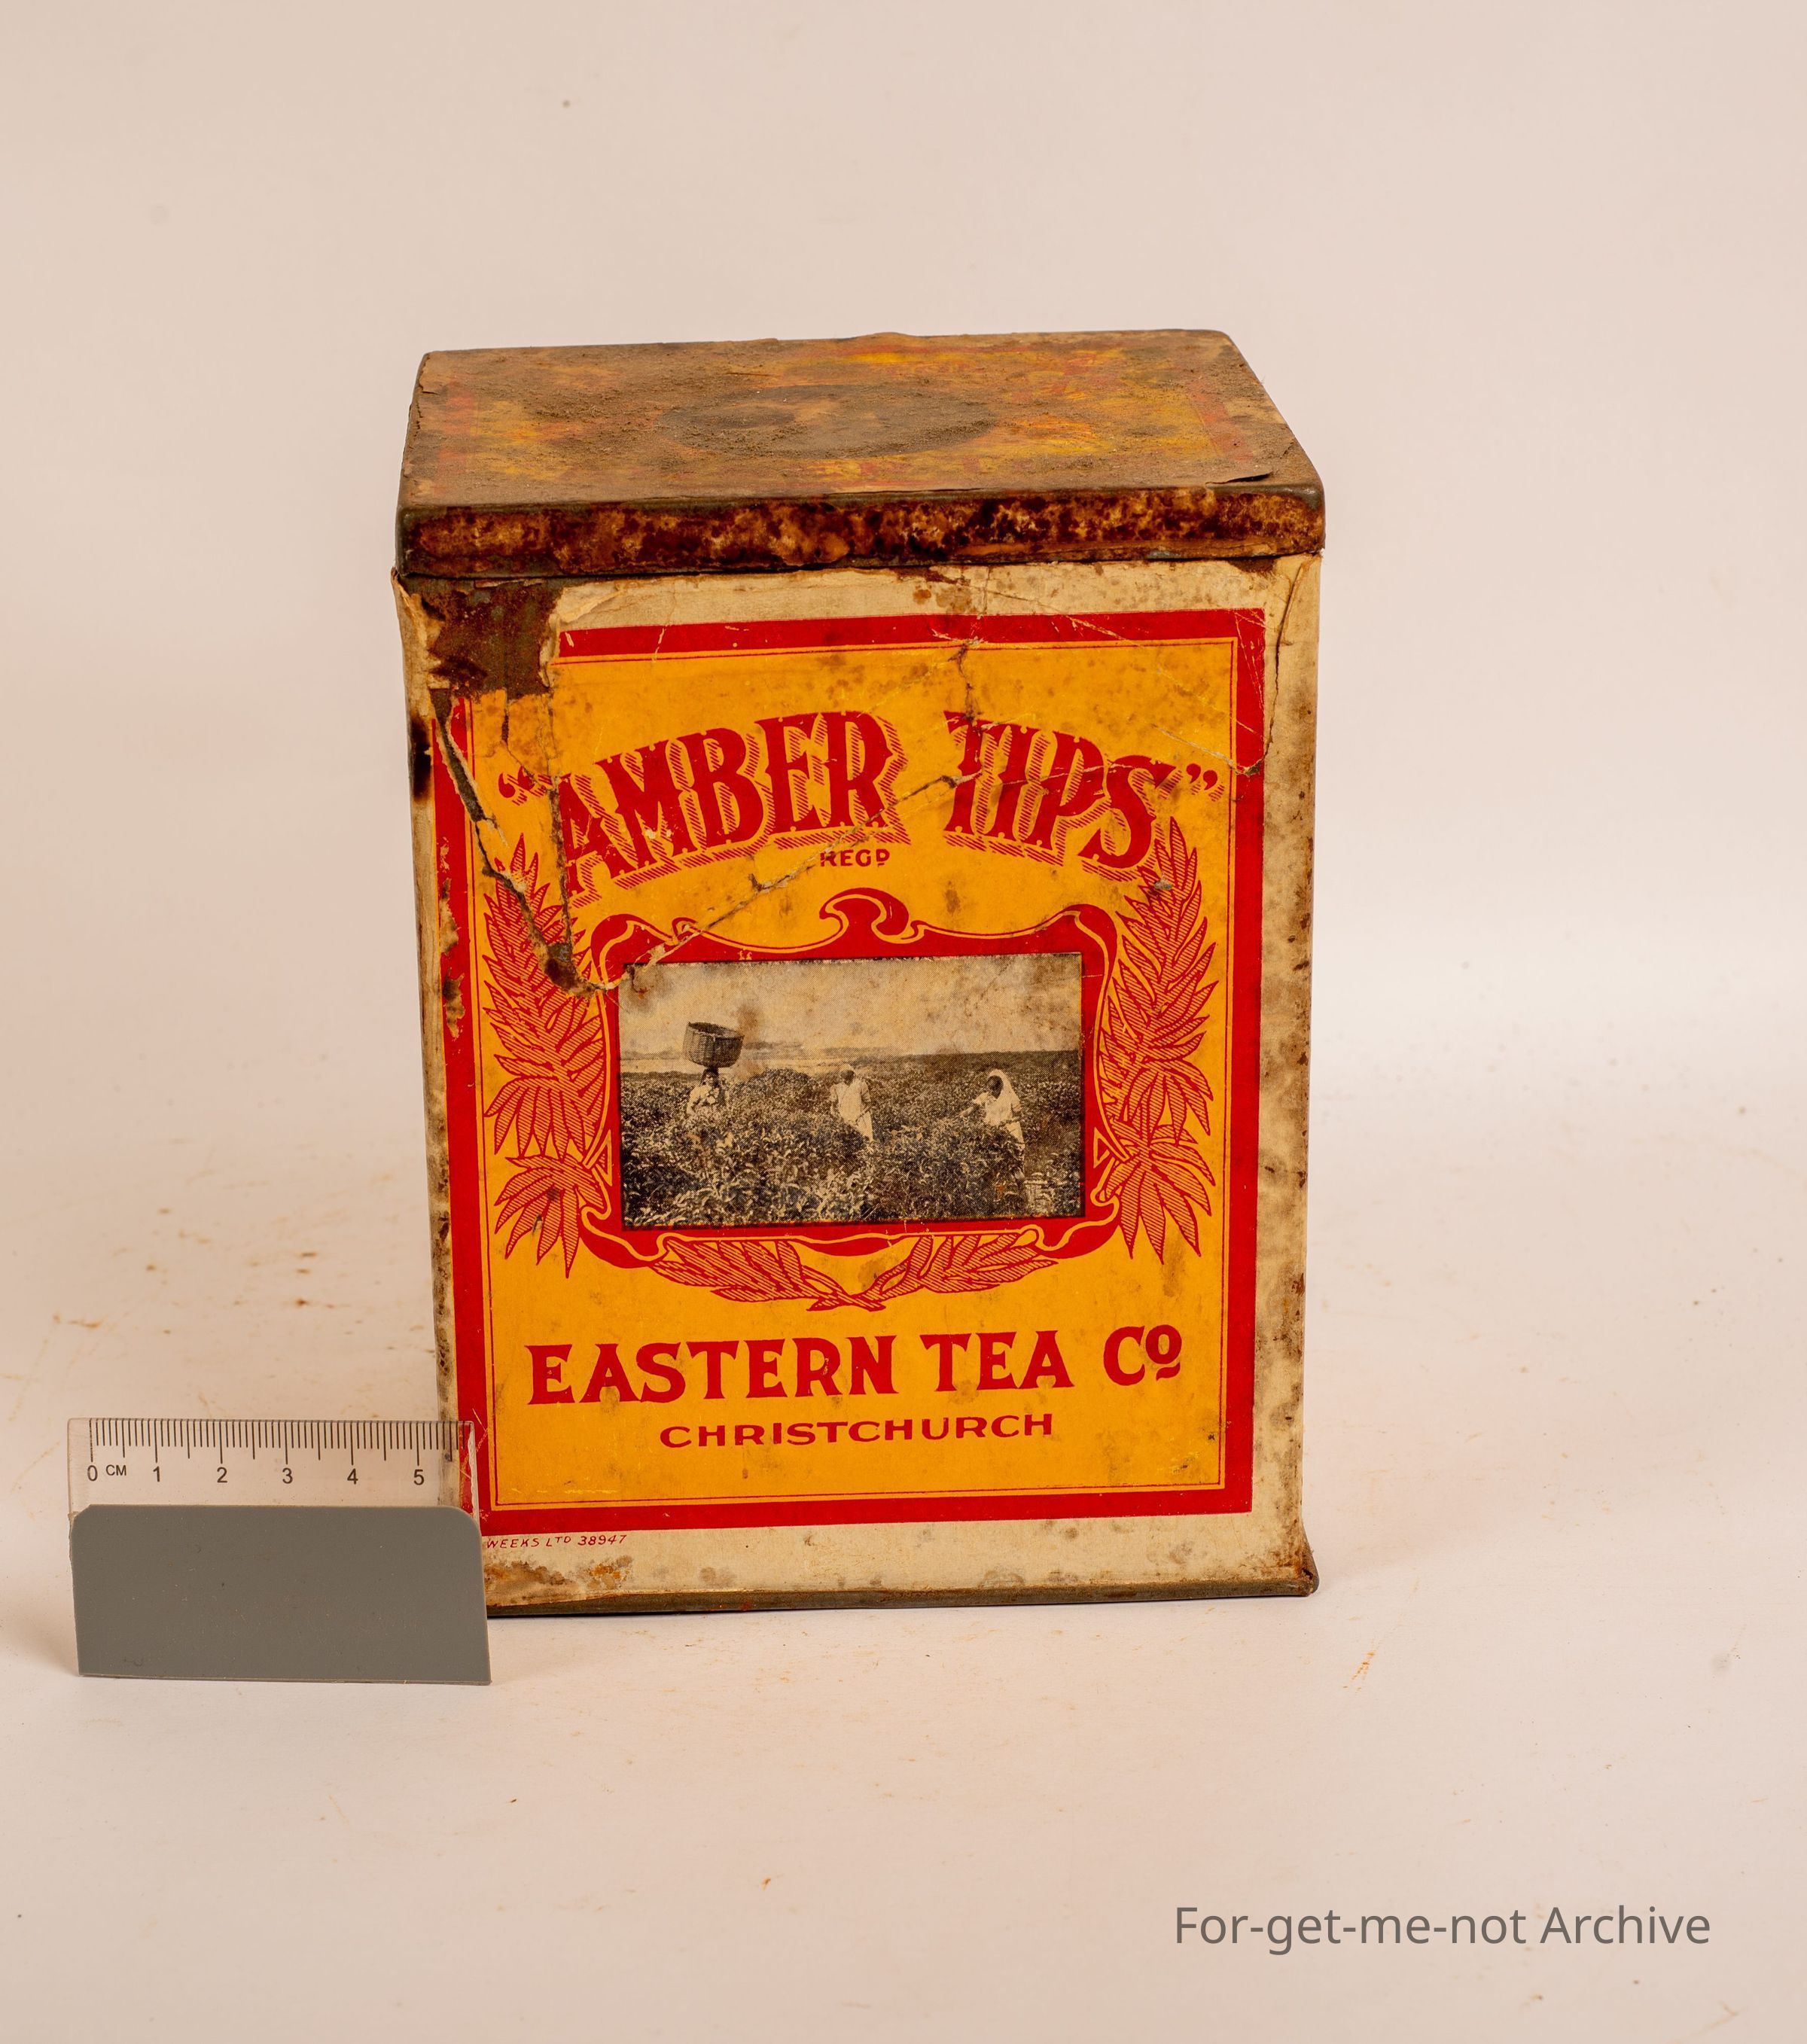 “AMBER TIPS”
REGD
EASTERN TEA Co
CHRISTCHURCH
0 CM 1 2 3 4 5
WEEKS LTD 38947
For-get-me-not Archive